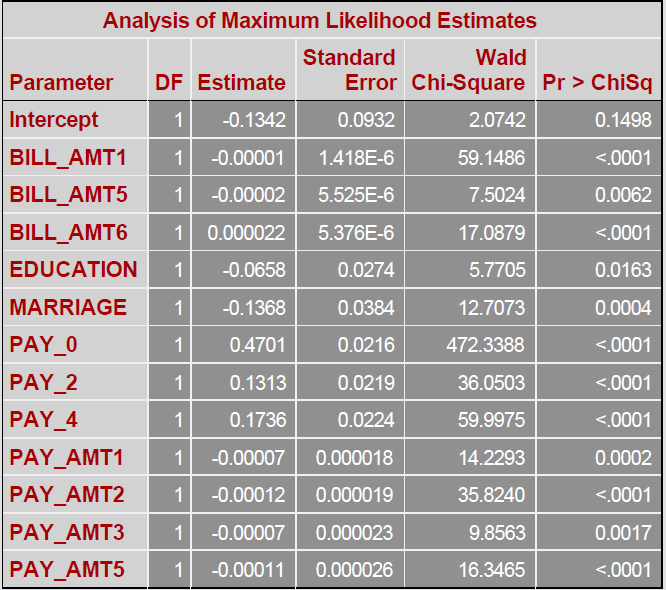 Analysis of Maximum Likelihood Estimates
Parameter DF Estimate Standard Error Wald Chi-Square Pr > ChiSq
Intercept 1 -0.1342 0.0932 2.0742 0.1498
BILL_AMT1 1 -0.00001 1.418E-6 59.1486 <.0001
BILL_AMT5 1 -0.00002 5.525E-6 7.5024 0.0062
BILL_AMT6 1 0.000022 5.376E-6 17.0879 <.0001
EDUCATION 1 -0.0658 0.0274 5.7705 0.0163
MARRIAGE 1 -0.1368 0.0384 12.7073 0.0004
PAY_0 1 0.4701 0.0216 472.3388 <.0001
PAY_2 1 0.1313 0.0219 36.0503 <.0001
PAY_4 1 0.1736 0.0224 59.9975 <.0001
PAY_AMT1 1 -0.00007 0.000018 14.2293 0.0002
PAY_AMT2 1 -0.00012 0.000019 35.8240 <.0001
PAY_AMT3 1 -0.00007 0.000023 9.8563 0.0017
PAY_AMT5 1 -0.00011 0.000026 16.3465 <.0001